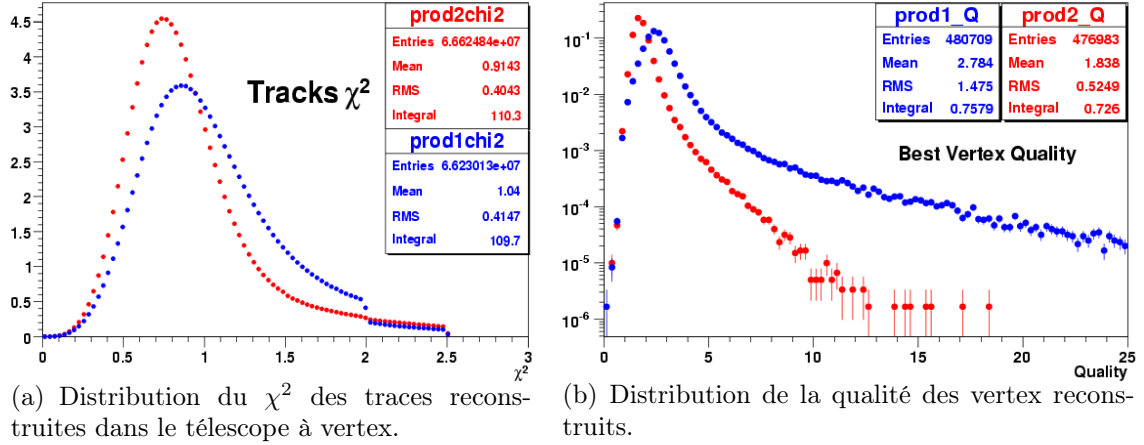 prod2chi2
Entries 6.662484e+07
Mean 0.9143
RMS 0.4043
Integral 110.3
prod1chi2
Entries 6.623013e+07
Mean 1.04
RMS 0.4147
Integral 109.7
Tracks χ²
4.5
4
3.5
3
2.5
2
1.5
1
0.5
0
0 0.5 1 1.5 2 2.5 3
χ²
prod1_Q
Entries 480709
Mean 2.784
RMS 1.475
Integral 0.7579
prod2_Q
Entries 476983
Mean 1.838
RMS 0.5249
Integral 0.726
Best Vertex Quality
10⁻¹
10⁻²
10⁻³
10⁻⁴
10⁻⁵
10⁻⁶
0 5 10 15 20 25
Quality
(a) Distribution du χ² des traces recons-
truites dans le télescope à vertex.
(b) Distribution de la qualité des vertex recons-
truits.